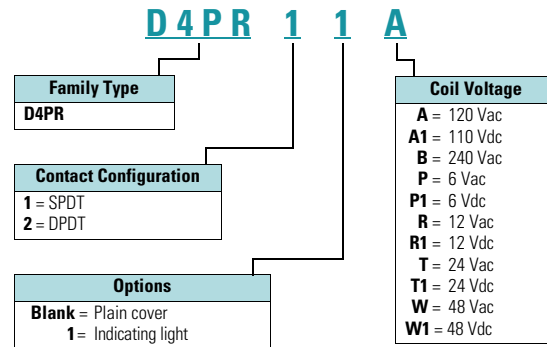 D4PR 1 1 A
Family Type
D4PR
Contact Configuration
1 = SPDT
2 = DPDT
Options
Blank = Plain cover
1 = Indicating light
Coil Voltage
A = 120 Vac
A1 = 110 Vdc
B = 240 Vac
P = 6 Vac
P1 = 6 Vdc
R = 12 Vac
R1 = 12 Vdc
T = 24 Vac
T1 = 24 Vdc
W = 48 Vac
W1 = 48 Vdc